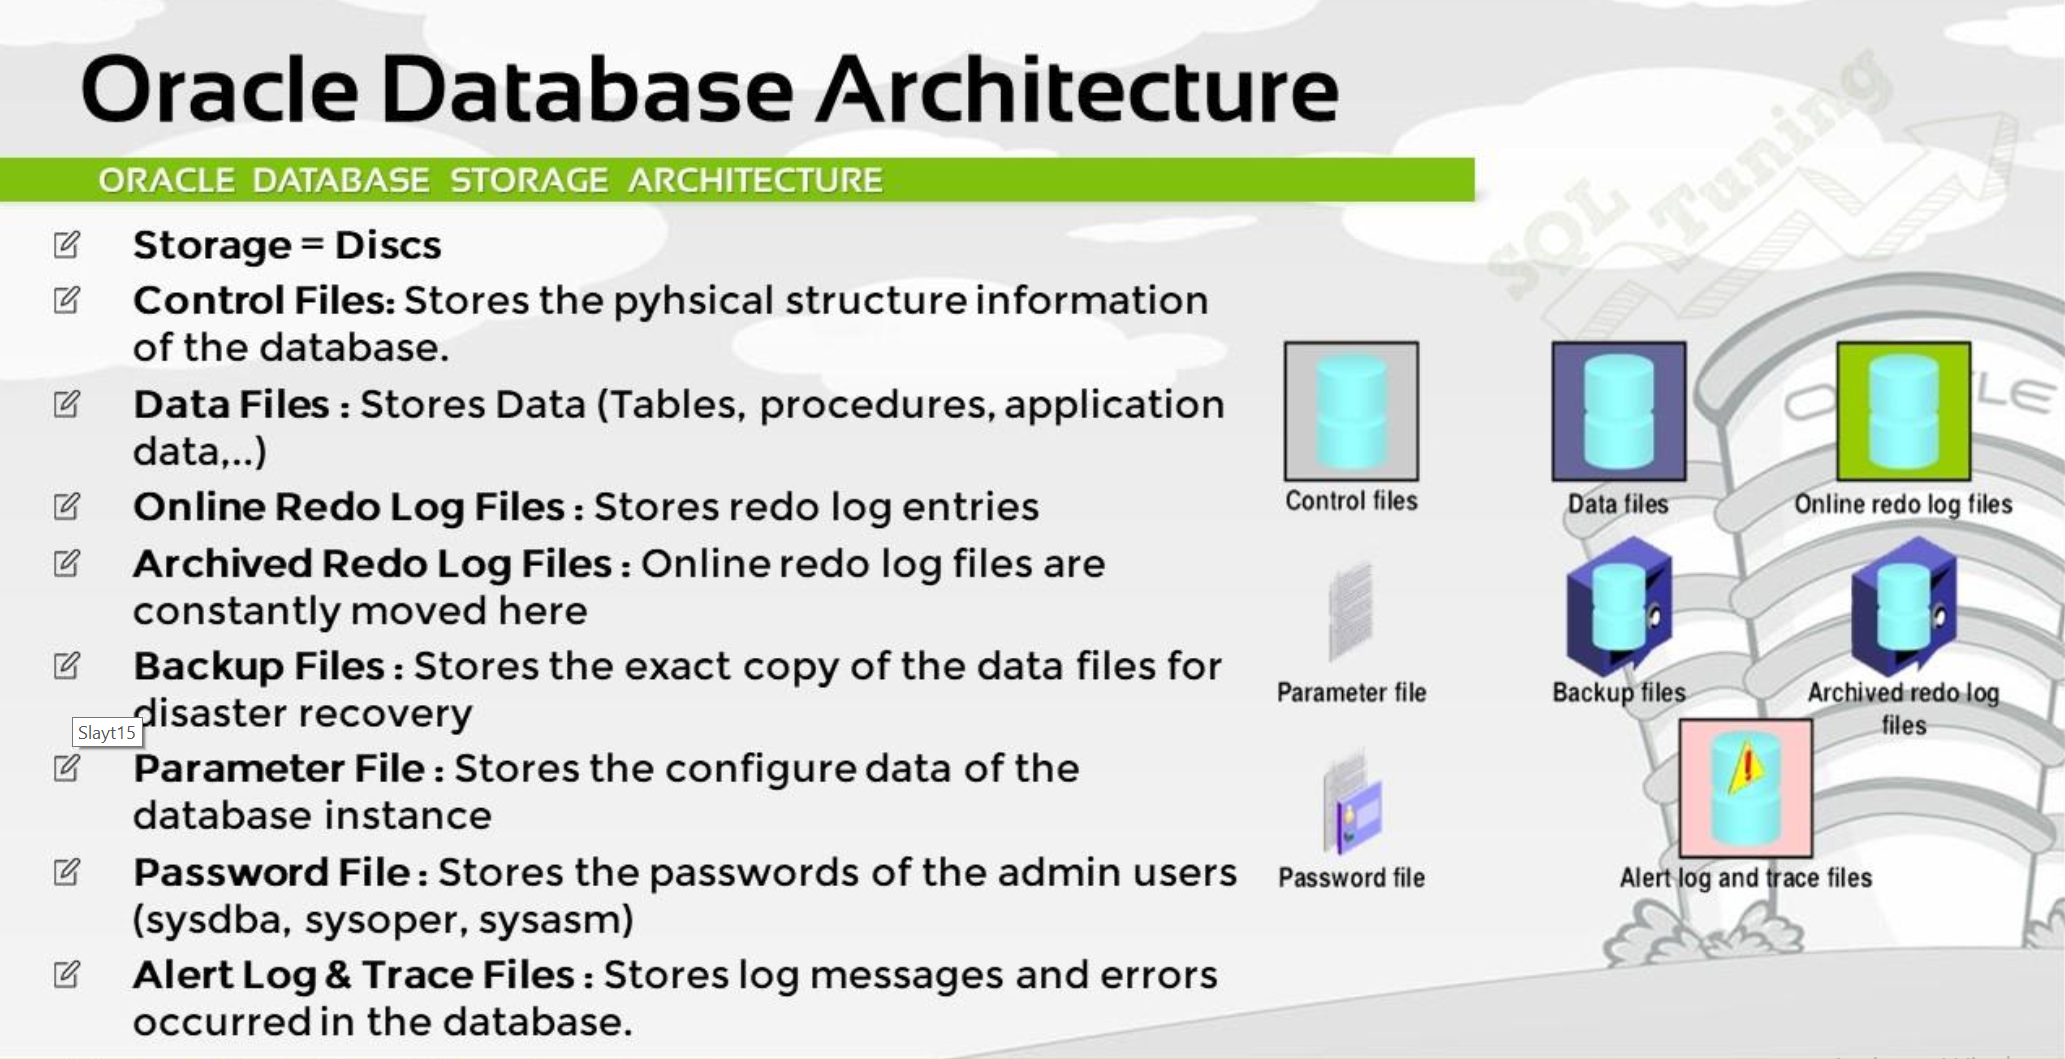 Oracle Database Architecture
ORACLE DATABASE STORAGE ARCHITECTURE
Storage = Discs
Control Files: Stores the pyhsical structure information
of the database.
Data Files : Stores Data (Tables, procedures, application
data,..)
Online Redo Log Files : Stores redo log entries
Archived Redo Log Files : Online redo log files are
constantly moved here
Backup Files : Stores the exact copy of the data files for
disaster recovery
Slayt15
Parameter File : Stores the configure data of the
database instance
Password File : Stores the passwords of the admin users
(sysdba, sysoper, sysasm)
Alert Log & Trace Files : Stores log messages and errors
occurred in the database.
SQL
Tuning
Control files
Data files
Online redo log files
Parameter file
Backup files
Archived redo log
files
Password file
Alert log and trace files